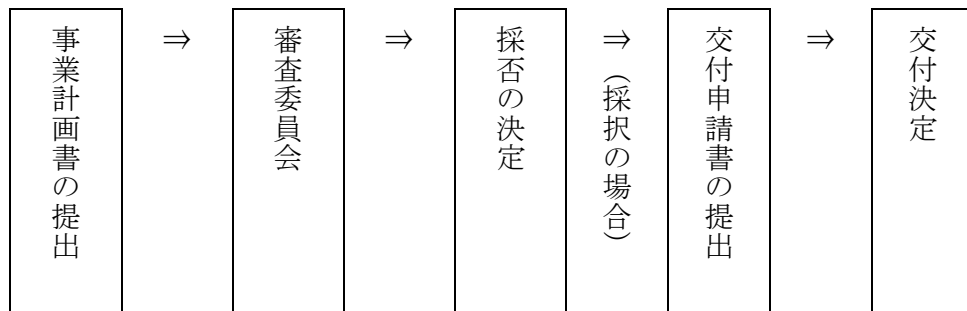 事業計画書の提出
⇒
審査委員会
⇒
採否の決定
⇒（採択の場合）
交付申請書の提出
⇒
交付決定